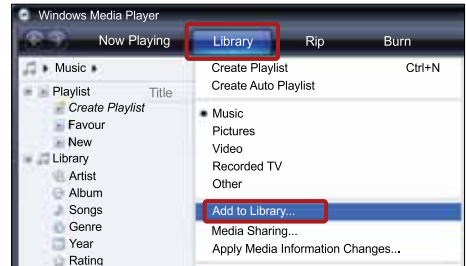 Windows Media Player
Now Playing Library Rip Burn
Music
Playlist Title
Create Playlist
Favour
New
Library
Artist
Album
Songs
Genre
Year
Rating
Create Playlist Ctrl+N
Create Auto Playlist
Music
Pictures
Video
Recorded TV
Other
Add to Library...
Media Sharing...
Apply Media Information Changes...